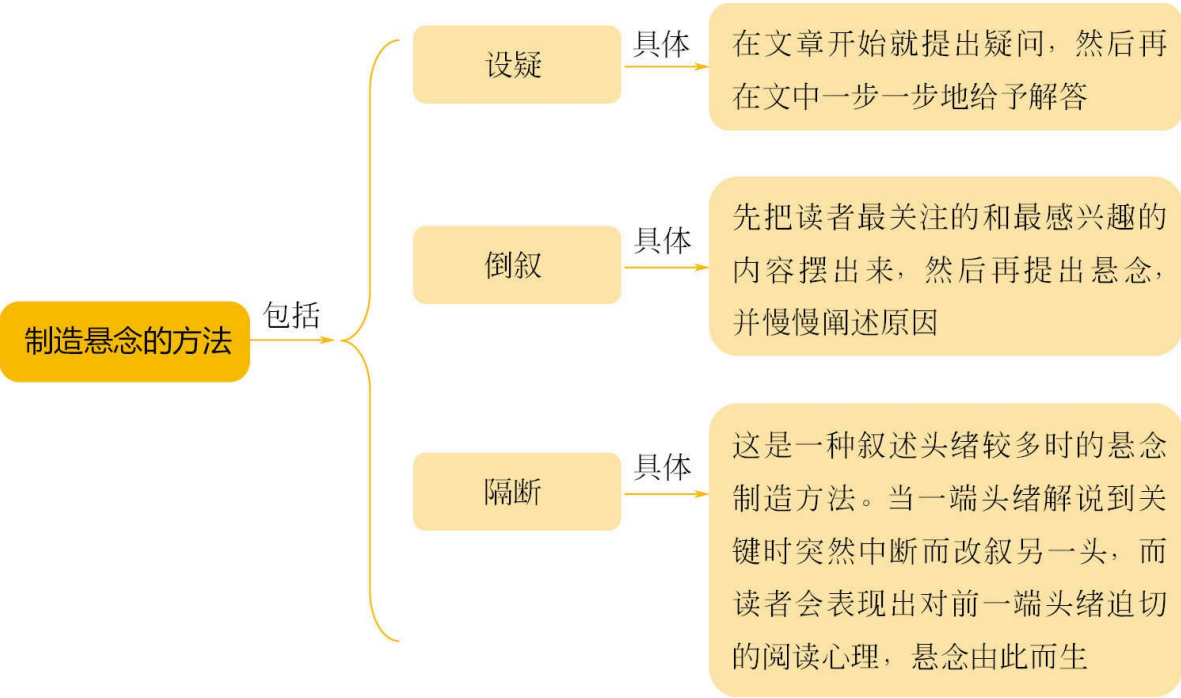 制造悬念的方法
包括
设疑
具体
在文章开始就提出疑问，然后再
在文中一步一步地给予解答
倒叙
具体
先把读者最关注的和最感兴趣的
内容摆出来，然后再提出悬念，
并慢慢阐述原因
隔断
具体
这是一种叙述头绪较多时的悬念
制造方法。当一端头绪解说到关
键时突然中断而改叙另一头，而
读者会表现出对前一端头绪迫切
的阅读心理，悬念由此而生